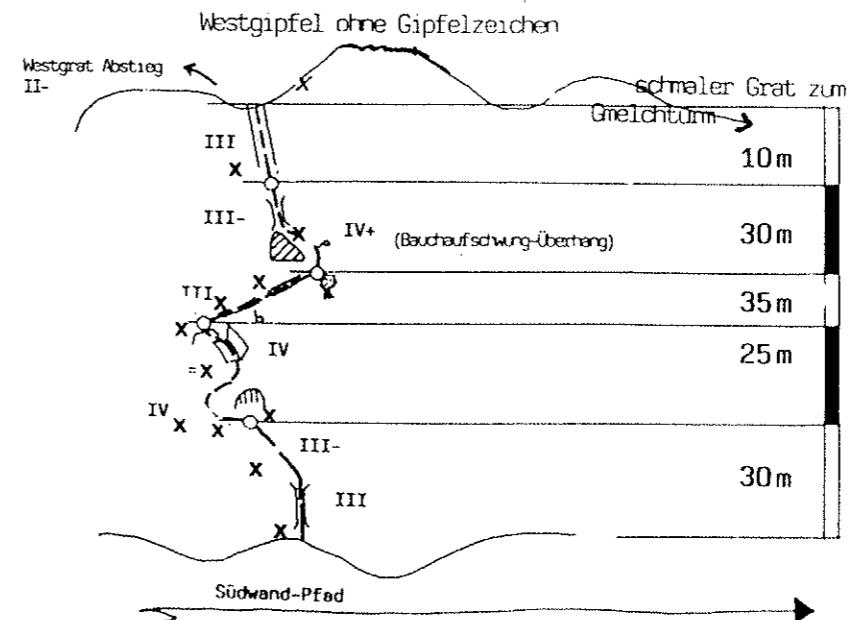 Westgipfel ohne Gipfelzeichen
Westgrat Abstieg
II-
schmaler Grat zum
Gmelchturm
III
10m
III-
IV+ (Bauchaufschwung-Überhang)
30m
III
35m
IV
25m
IV
III-
III
30m
Südwand-Pfad